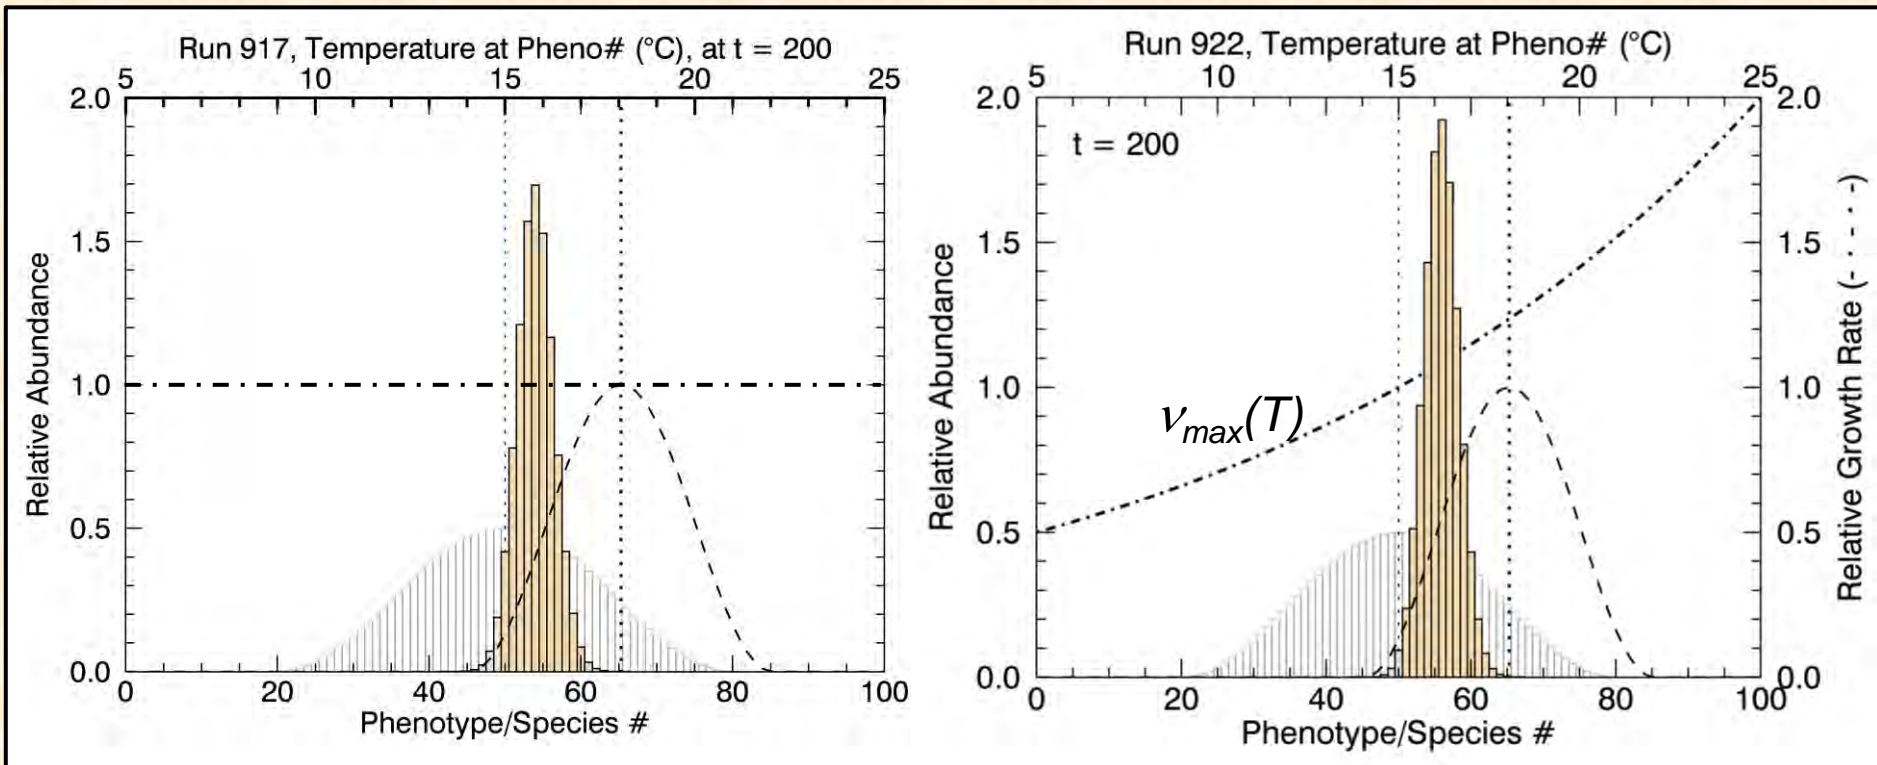 Run 917, Temperature at Pheno# (°C), at t = 200
5 10 15 20 25
2.0
1.5
1.0
0.5
0.0
Relative Abundance
0 20 40 60 80 100
Phenotype/Species #
Run 922, Temperature at Pheno# (°C)
5 10 15 20 25
t = 200
νmax(T)
2.0
1.5
1.0
0.5
0.0
Relative Abundance
2.0
1.5
1.0
0.5
0.0
Relative Growth Rate (- · - · -)
0 20 40 60 80 100
Phenotype/Species #